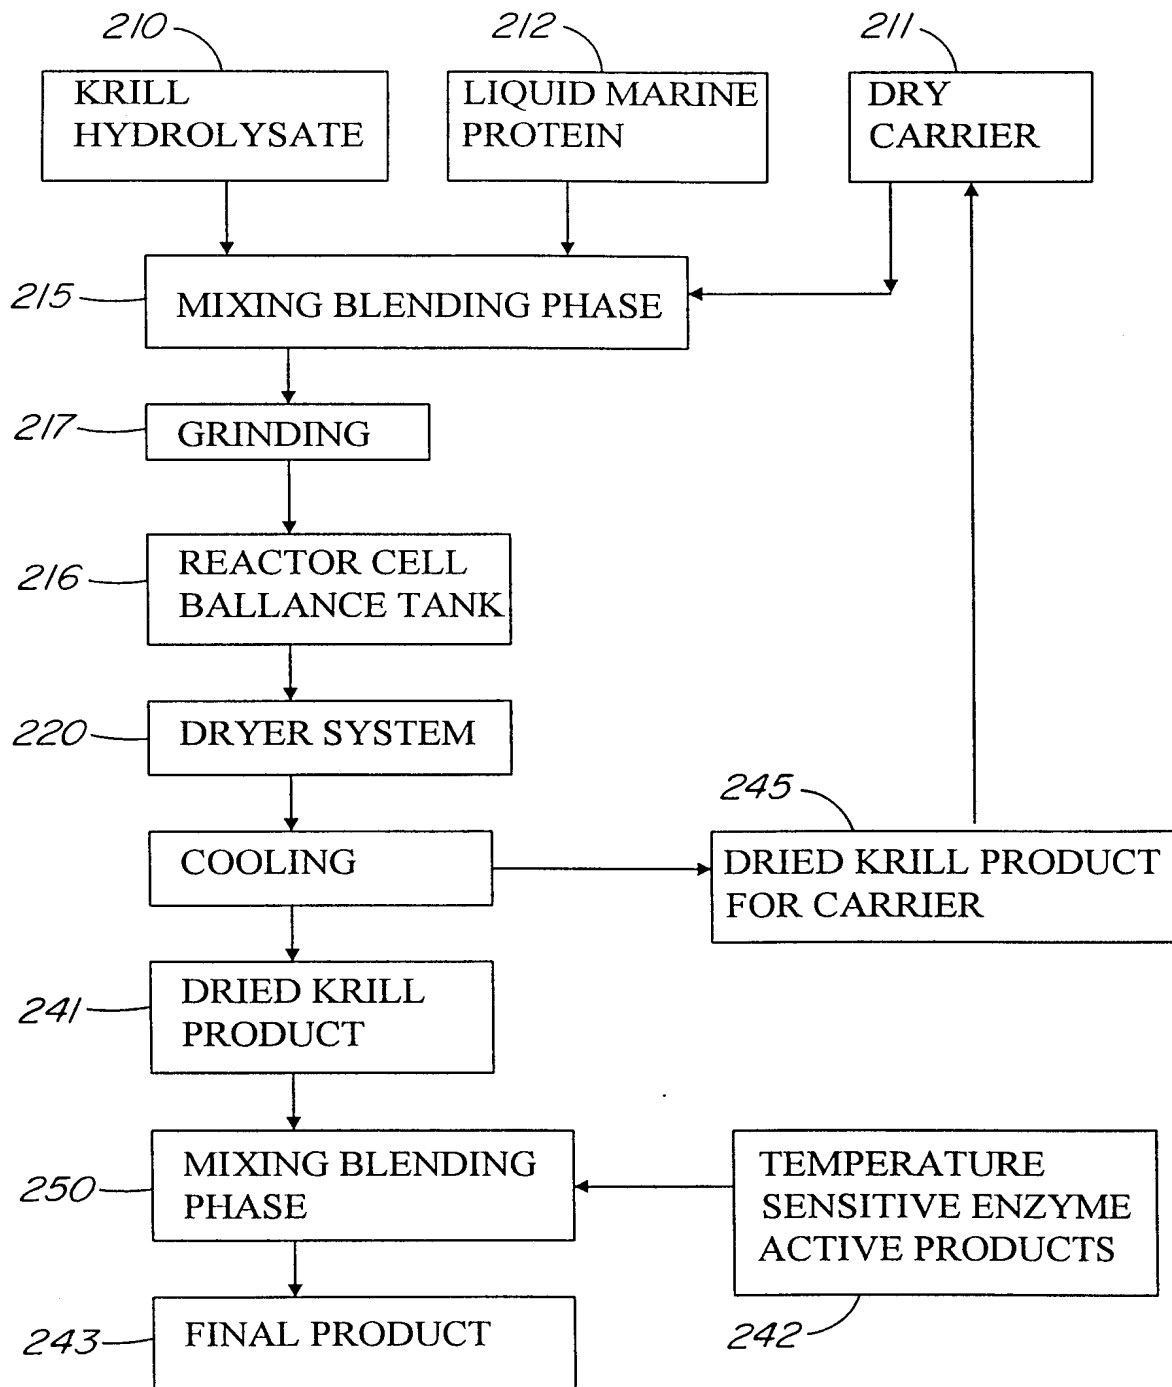 210
212
211
KRILL
HYDROLYSATE
LIQUID MARINE
PROTEIN
DRY
CARRIER
215
MIXING BLENDING PHASE
217
GRINDING
216
REACTOR CELL
BALLANCE TANK
220
DRYER SYSTEM
245
COOLING
DRIED KRILL PRODUCT
FOR CARRIER
241
DRIED KRILL
PRODUCT
250
MIXING BLENDING
PHASE
TEMPERATURE
SENSITIVE ENZYME
ACTIVE PRODUCTS
243
FINAL PRODUCT
242